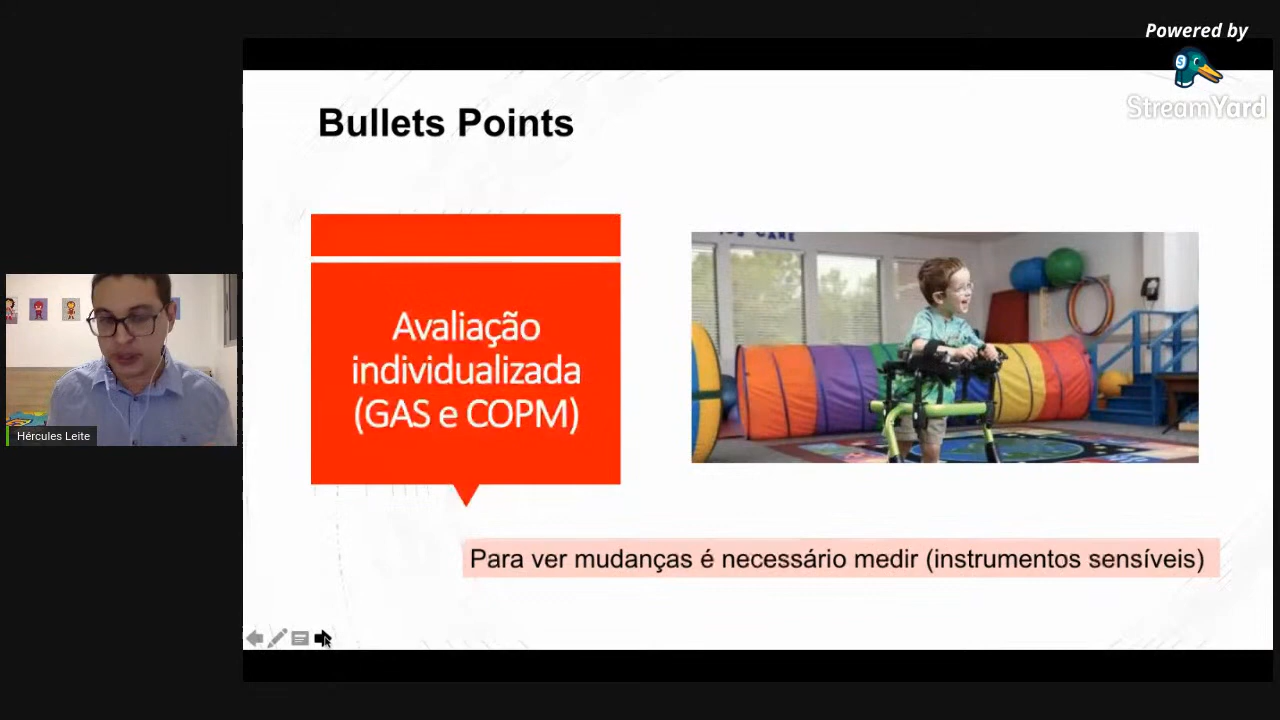 Powered by
StreamYard
Bullets Points
Avaliação
individualizada
(GAS e COPM)
Hércules Leite
Para ver mudanças é necessário medir (instrumentos sensíveis)